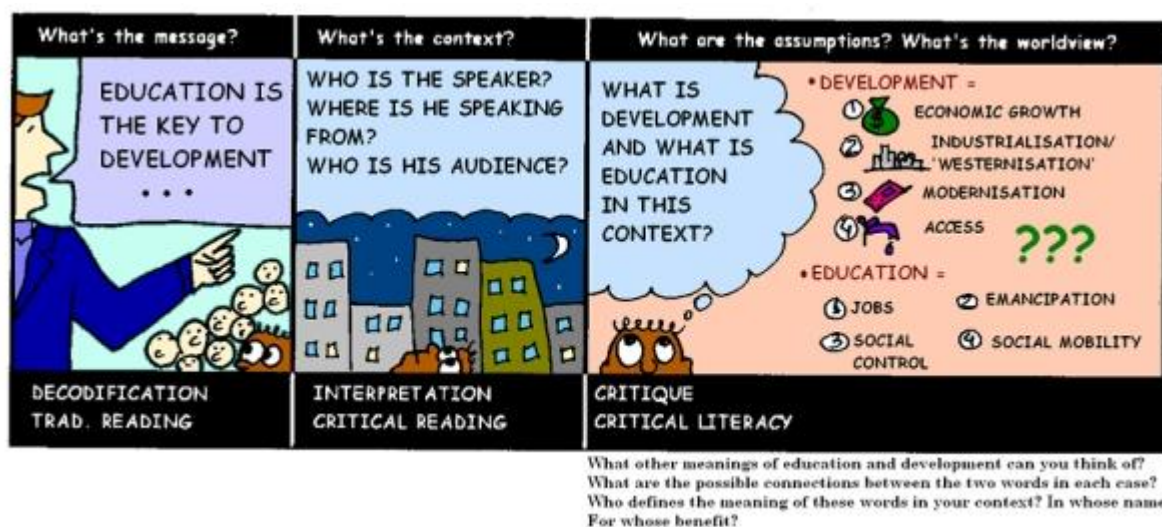 What's the message?
EDUCATION IS
THE KEY TO
DEVELOPMENT
...
DECODIFICATION
TRAD. READING
What's the context?
WHO IS THE SPEAKER?
WHERE IS HE SPEAKING
FROM?
WHO IS HIS AUDIENCE?
INTERPRETATION
CRITICAL READING
What are the assumptions? What's the worldview?
WHAT IS
DEVELOPMENT
AND WHAT IS
EDUCATION
IN THIS
CONTEXT?
• DEVELOPMENT =
1 $ ECONOMIC GROWTH
2 INDUSTRIALISATION/
'WESTERNISATION'
3 MODERNISATION
4 ACCESS
???
• EDUCATION =
1 JOBS
2 EMANCIPATION
3 SOCIAL
CONTROL
4 SOCIAL MOBILITY
CRITIQUE
CRITICAL LITERACY
What other meanings of education and development can you think of?
What are the possible connections between the two words in each case?
Who defines the meaning of these words in your context? In whose name
For whose benefit?